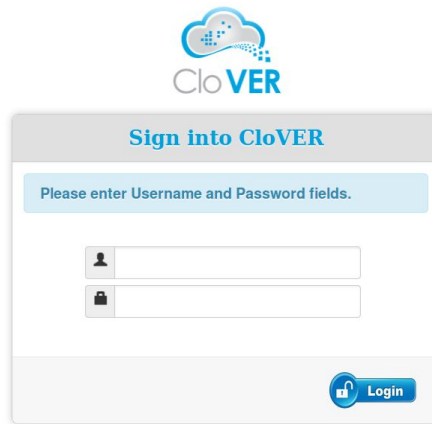 CloVER
Sign into CloVER
Please enter Username and Password fields.
Login